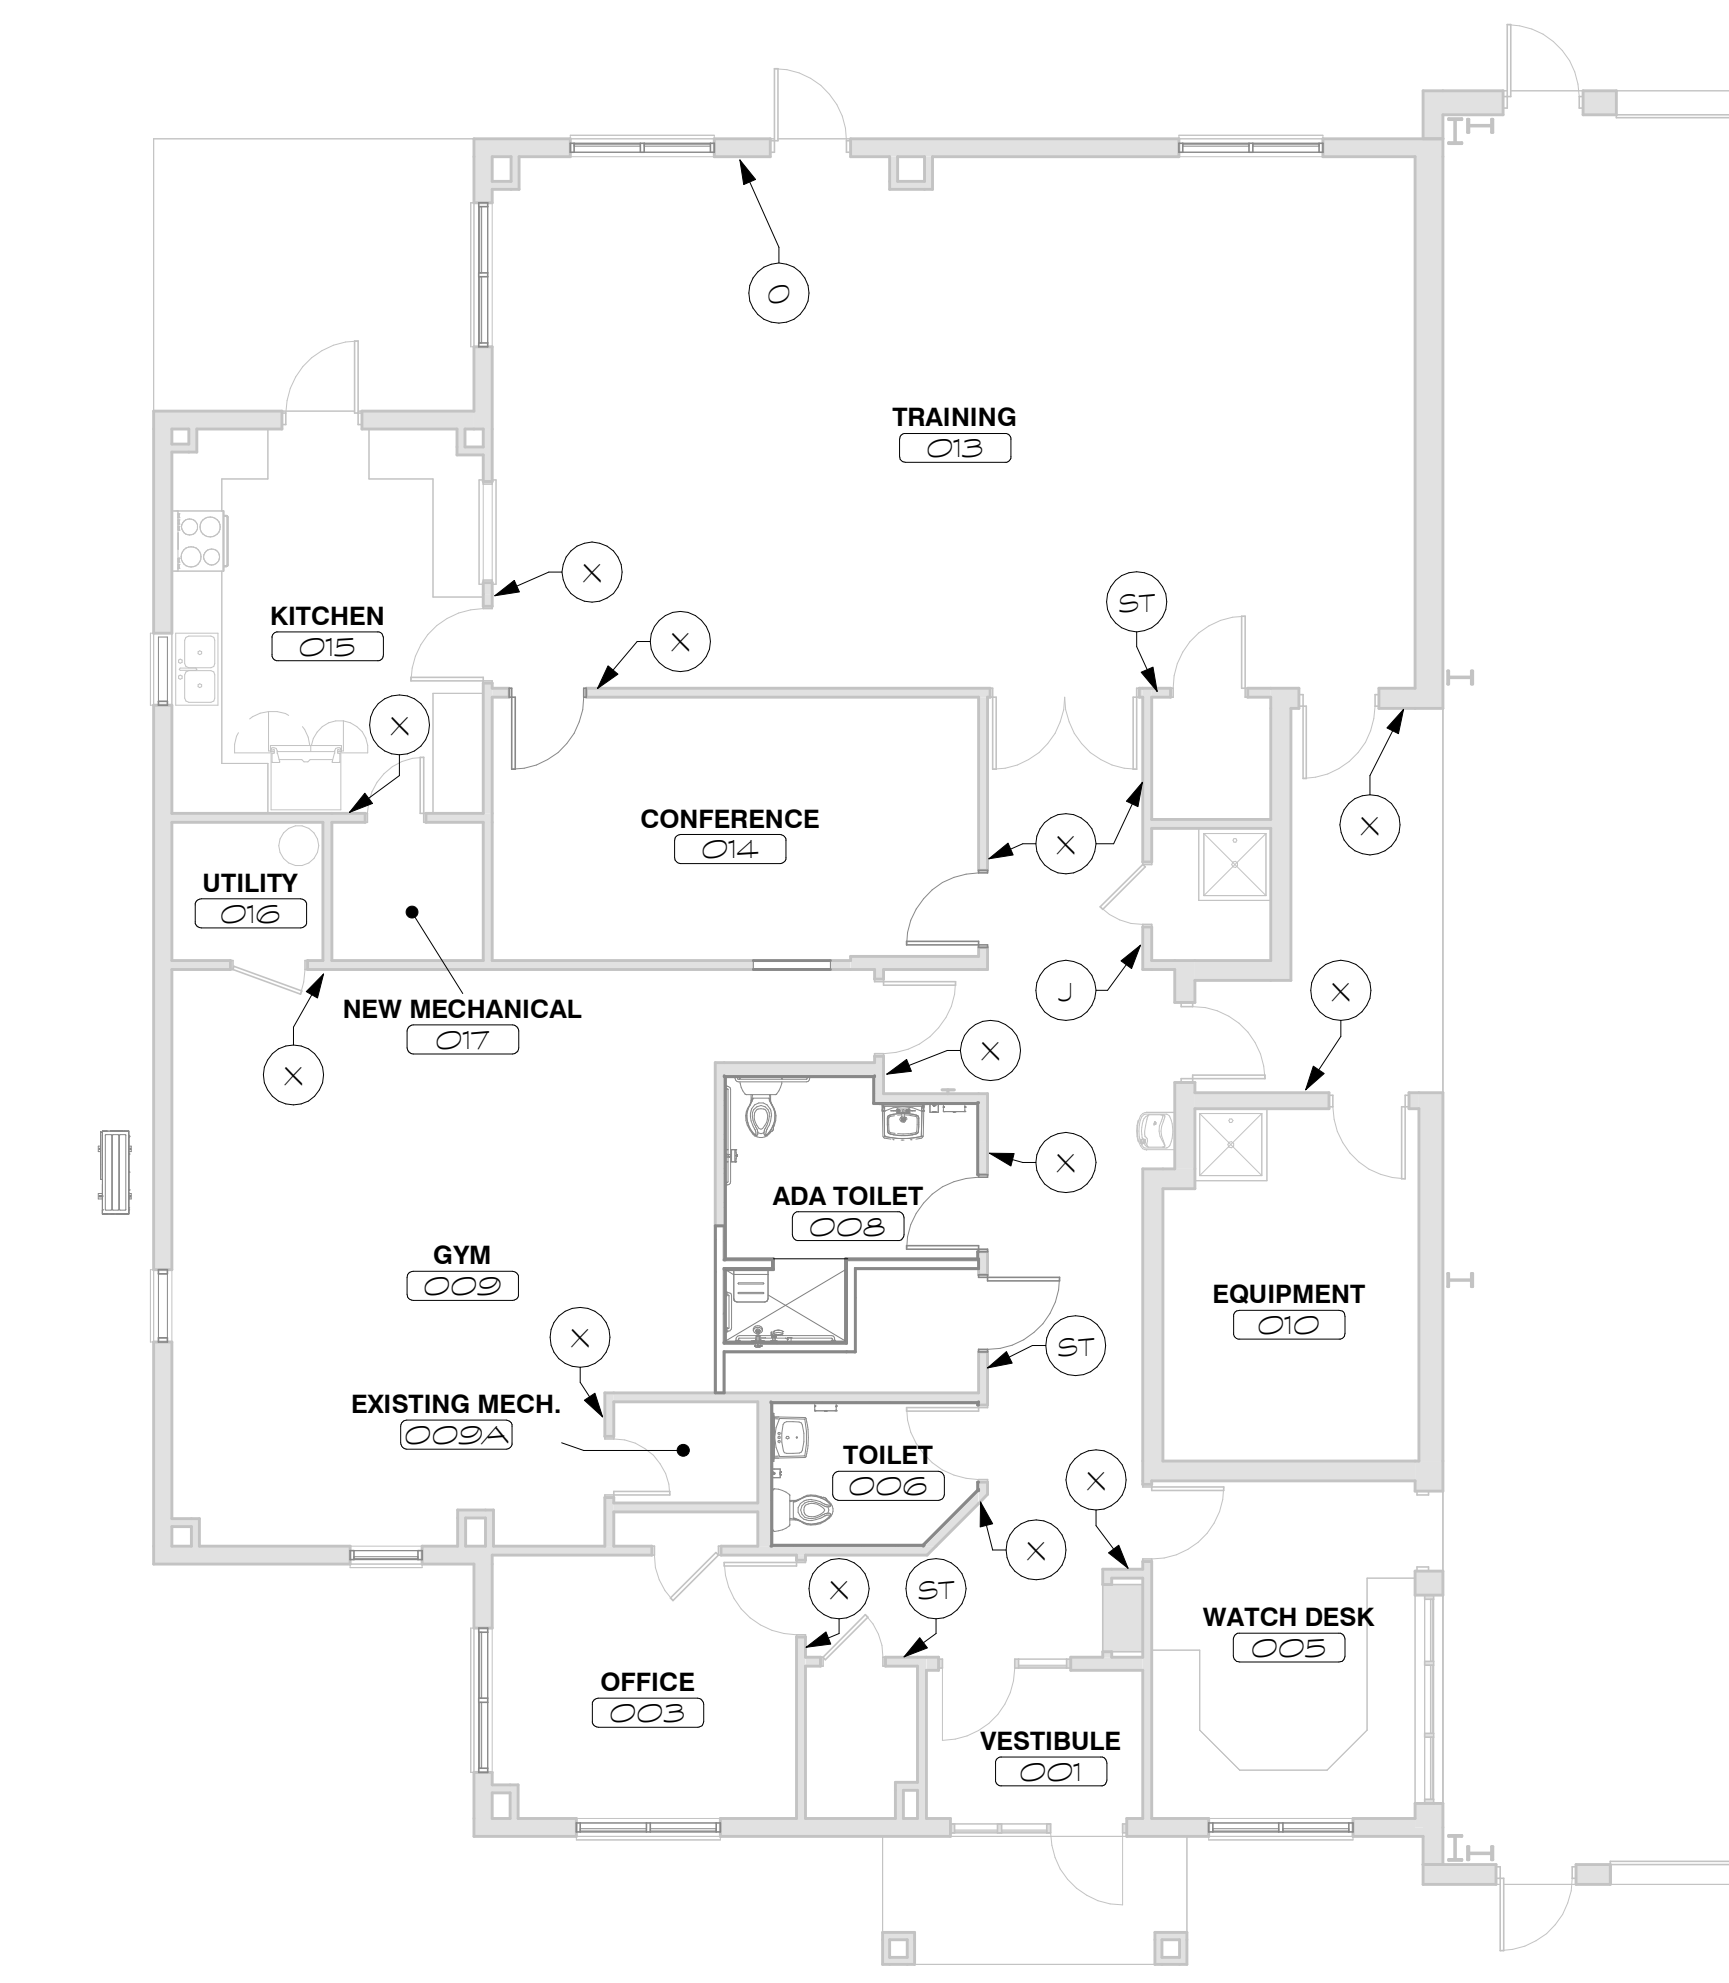 O
TRAINING
013
X
ST
KITCHEN
015
X
X
X
CONFERENCE
014
X
UTILITY
016
J
X
NEW MECHANICAL
017
X
X
X
ADA TOILET
008
GYM
009
EQUIPMENT
010
X
ST
EXISTING MECH.
009A
TOILET
006
X
X
X
ST
WATCH DESK
005
OFFICE
003
VESTIBULE
001